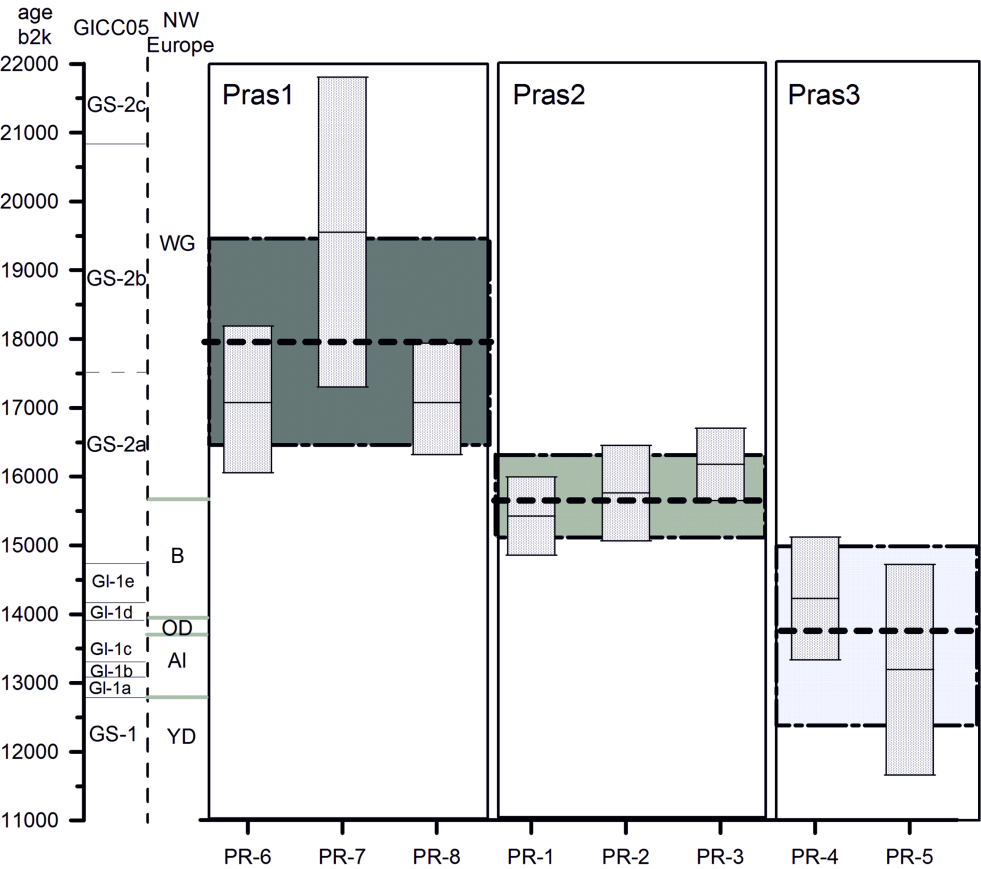 age
b2k
GICC05
NW
Europe
22000
21000
20000
19000
18000
17000
16000
15000
14000
13000
12000
11000
GS-2c
GS-2b
GS-2a
GI-1e
GI-1d
GI-1c
GI-1b
GI-1a
GS-1
WG
B
OD
Al
YD
Pras1
Pras2
Pras3
PR-6
PR-7
PR-8
PR-1
PR-2
PR-3
PR-4
PR-5